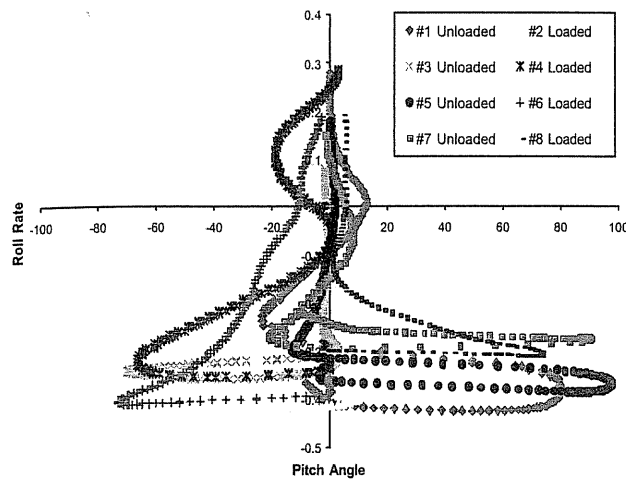 0.4
#1 Unloaded #2 Loaded
0.3
#3 Unloaded #4 Loaded
#5 Unloaded #6 Loaded
#7 Unloaded #8 Loaded
-100 -80 -60 -40 -20 20 40 60 80 100
Roll Rate
-0.5
Pitch Angle